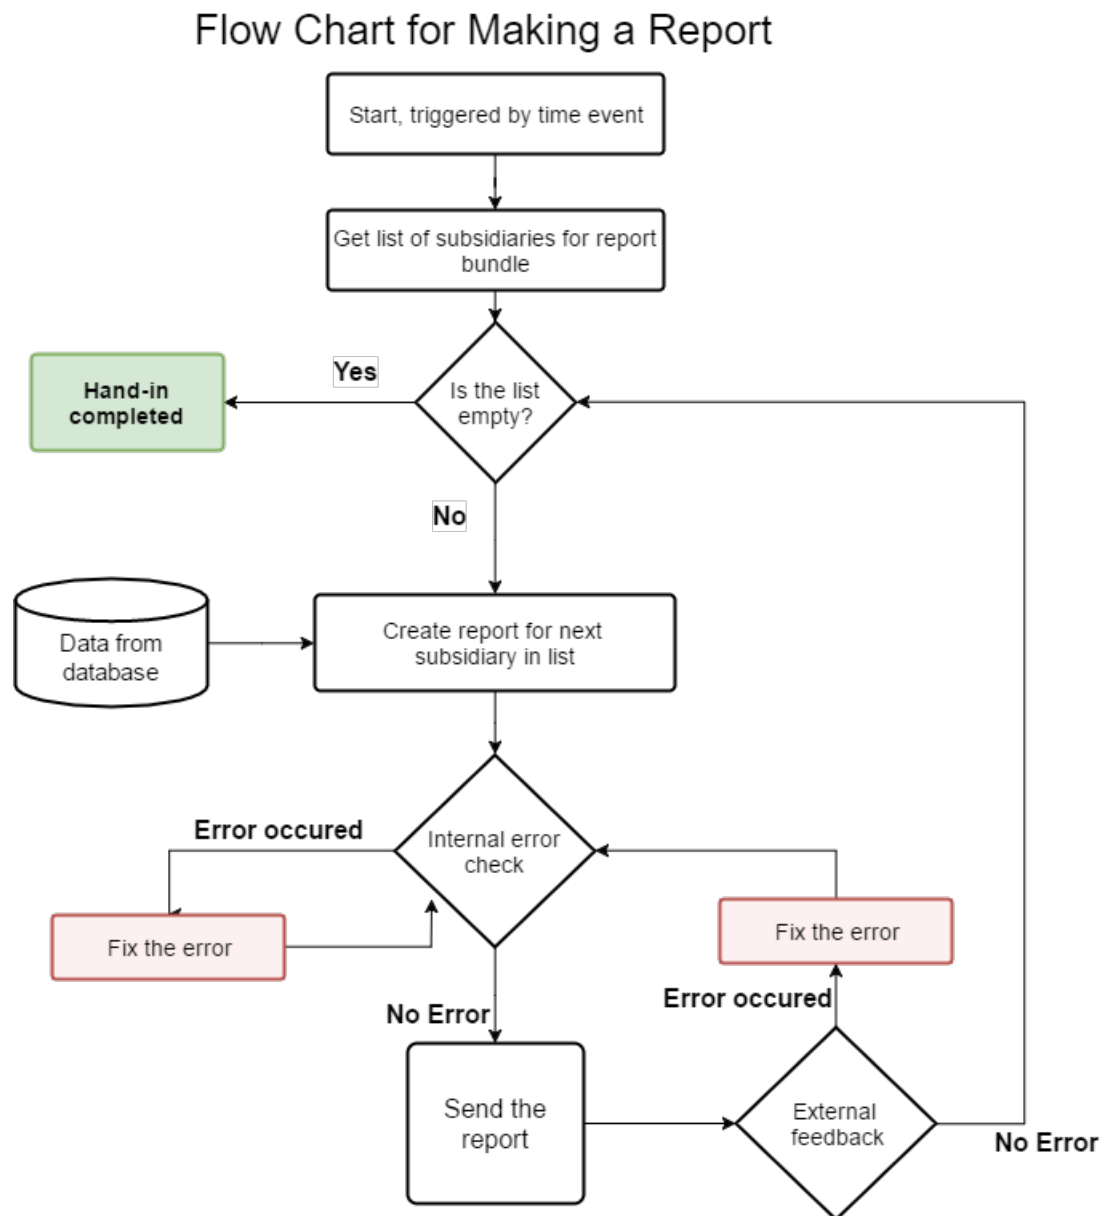 Flow Chart for Making a Report
Start, triggered by time event
Get list of subsidiaries for report
bundle
Is the list
empty?
Yes
Hand-in
completed
No
Data from
database
Create report for next
subsidiary in list
Internal error
check
Error occured
Fix the error
Fix the error
Error occured
No Error
Send the
report
External
feedback
No Error